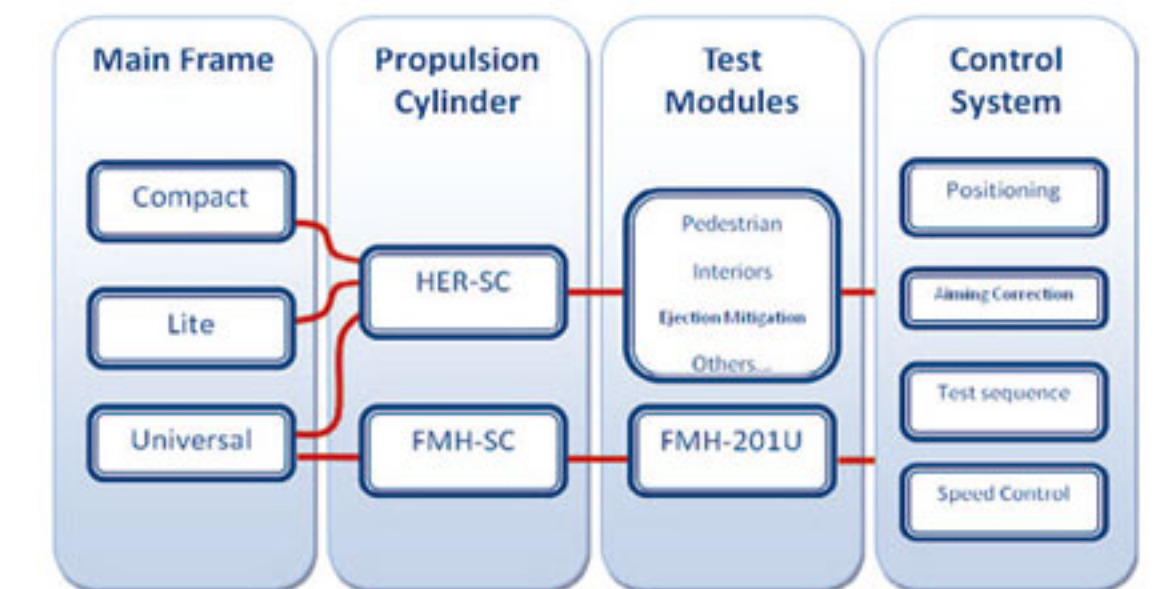 Main Frame
Compact
Lite
Universal
Propulsion
Cylinder
HER-SC
FMH-SC
Test
Modules
Pedestrian
Interiors
Ejection Mitigation
Others...
FMH-201U
Control
System
Positioning
Aiming Correction
Test sequence
Speed Control